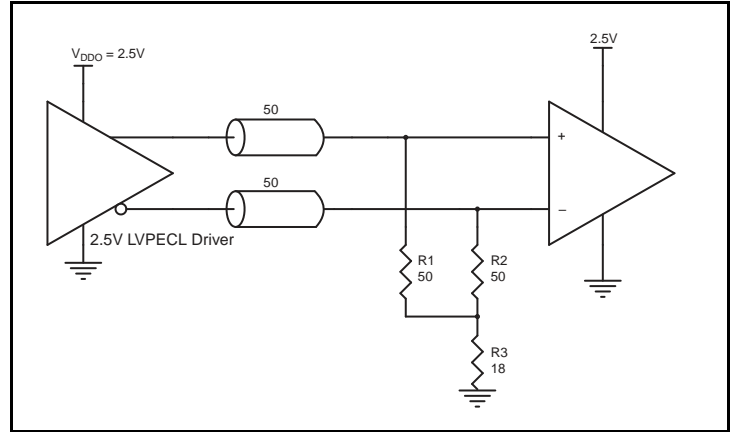 V_DDO = 2.5V
2.5V
50
+
50
–
2.5V LVPECL Driver
R1
50
R2
50
R3
18